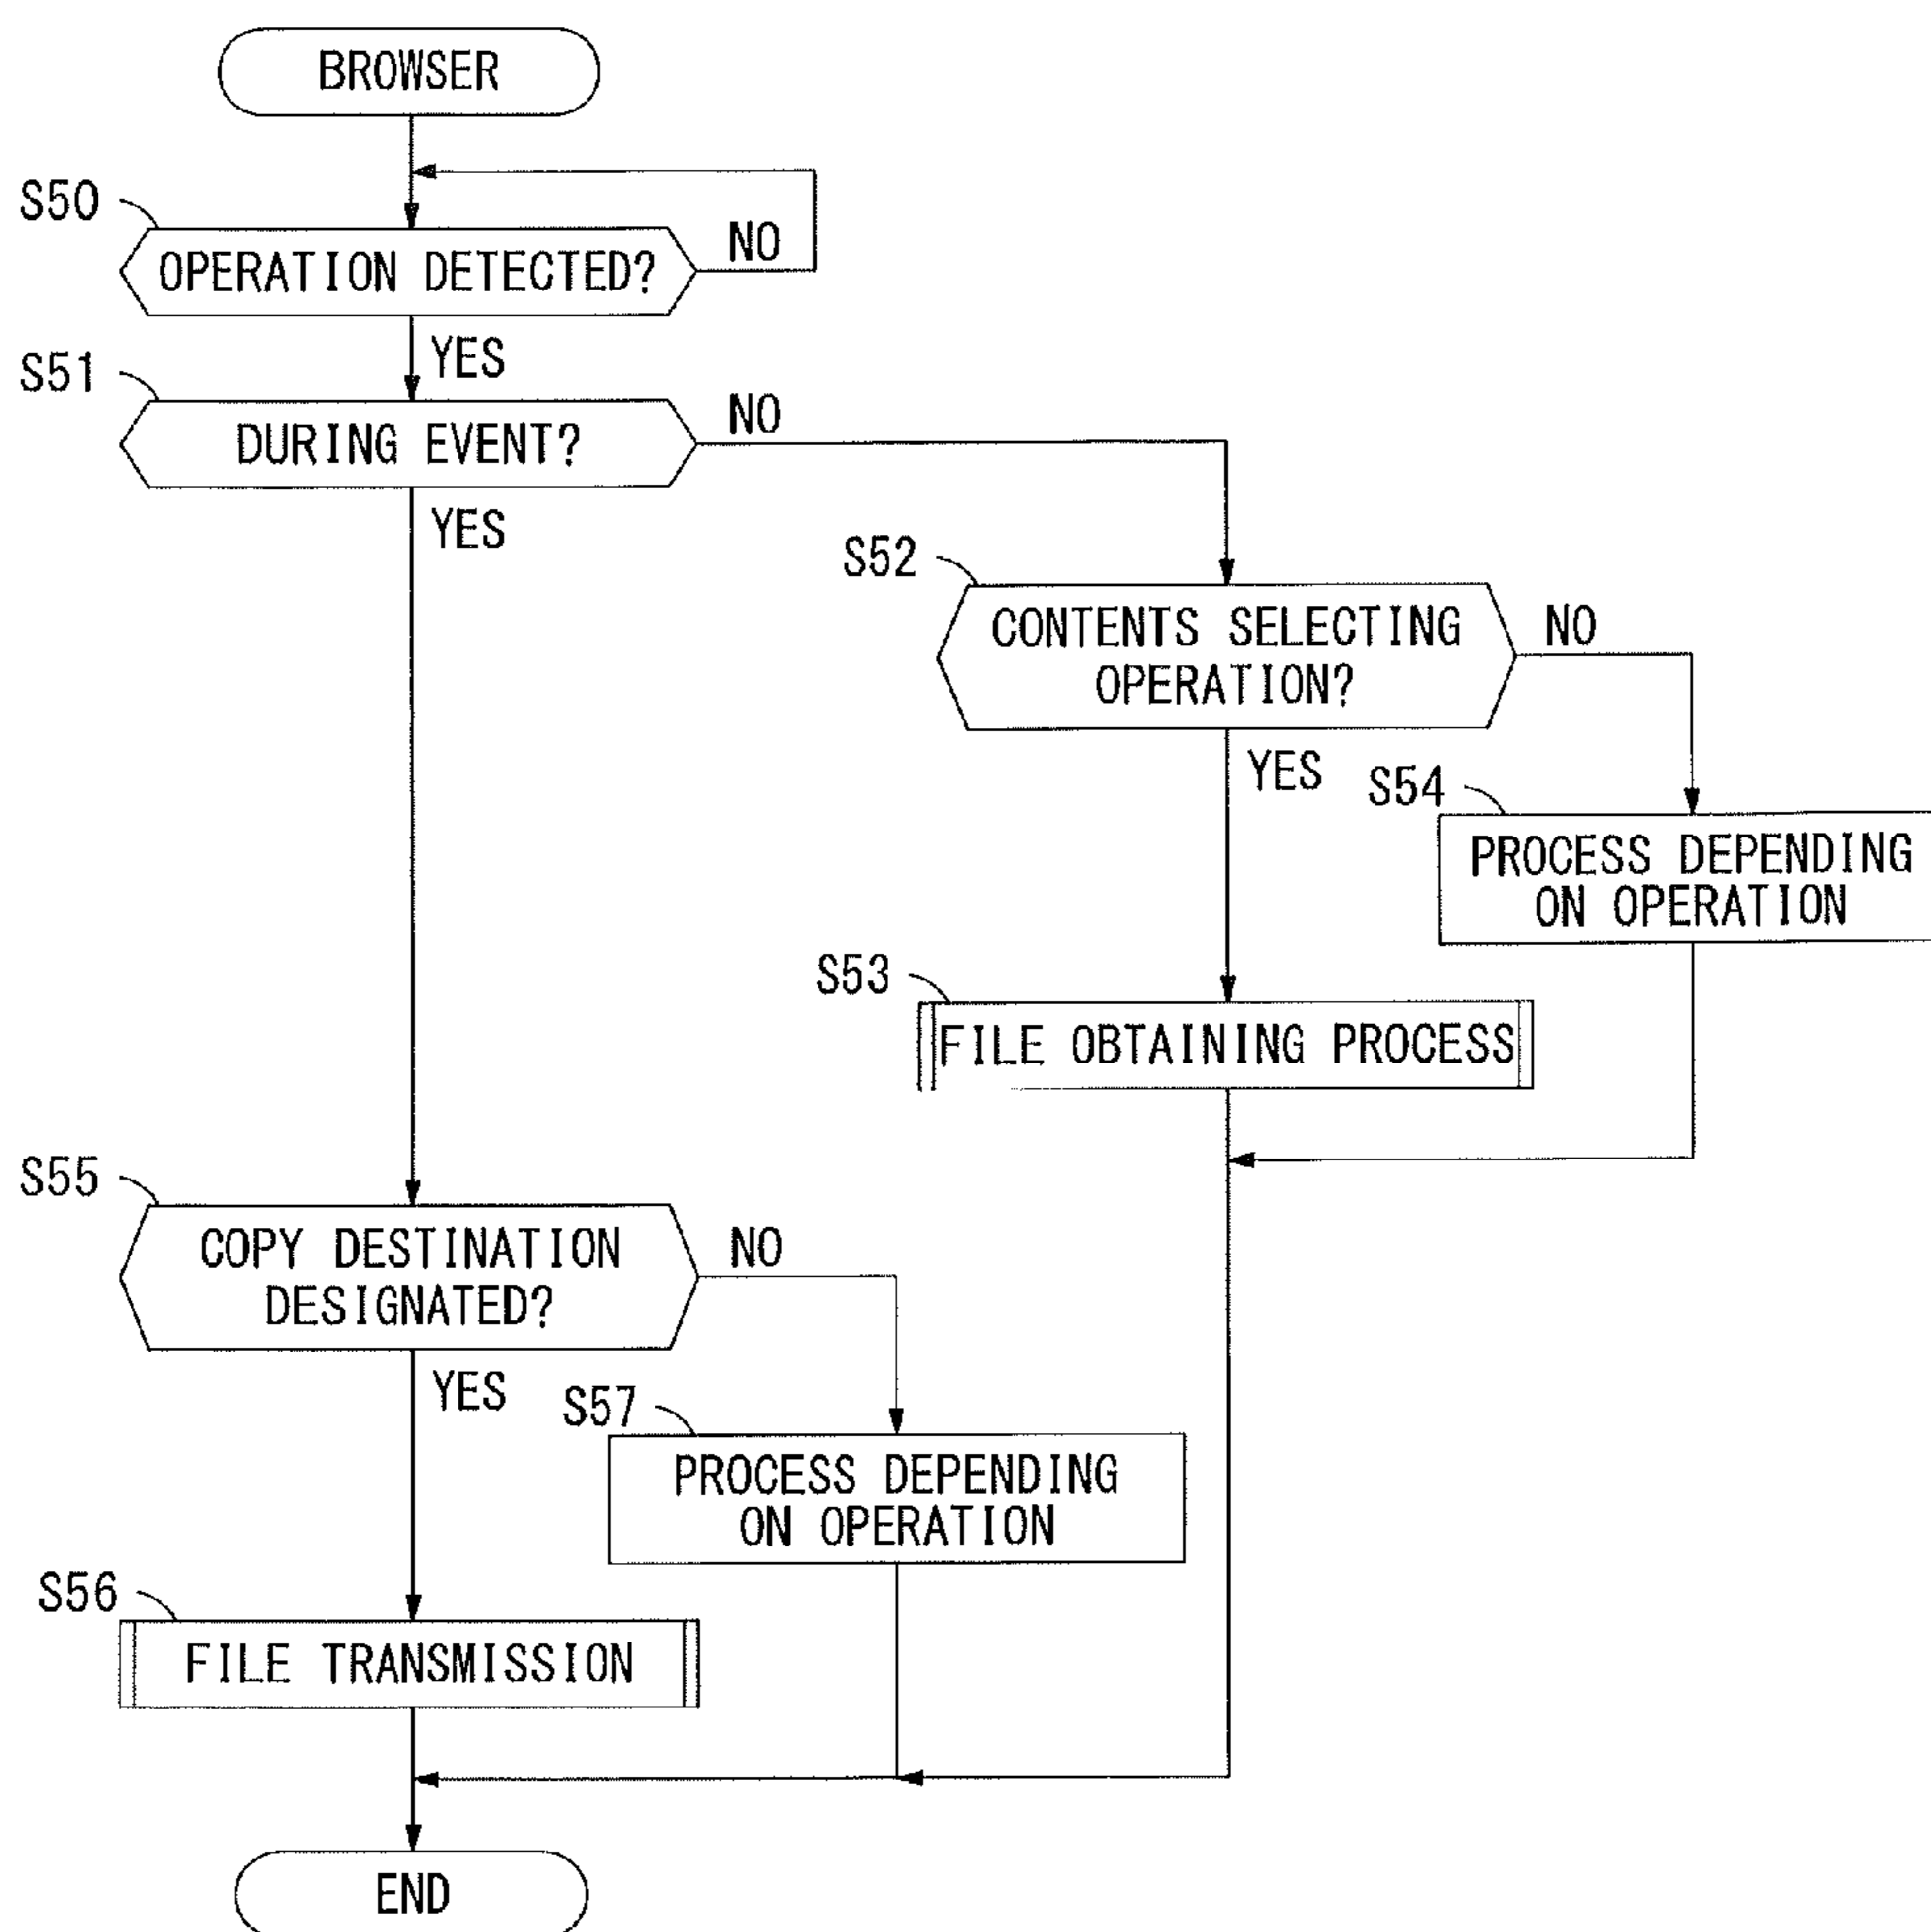 BROWSER
S50
OPERATION DETECTED?
NO
YES
S51
DURING EVENT?
NO
YES
S52
CONTENTS SELECTING
OPERATION?
NO
YES
S54
PROCESS DEPENDING
ON OPERATION
S53
FILE OBTAINING PROCESS
S55
COPY DESTINATION
DESIGNATED?
NO
YES
S57
PROCESS DEPENDING
ON OPERATION
S56
FILE TRANSMISSION
END